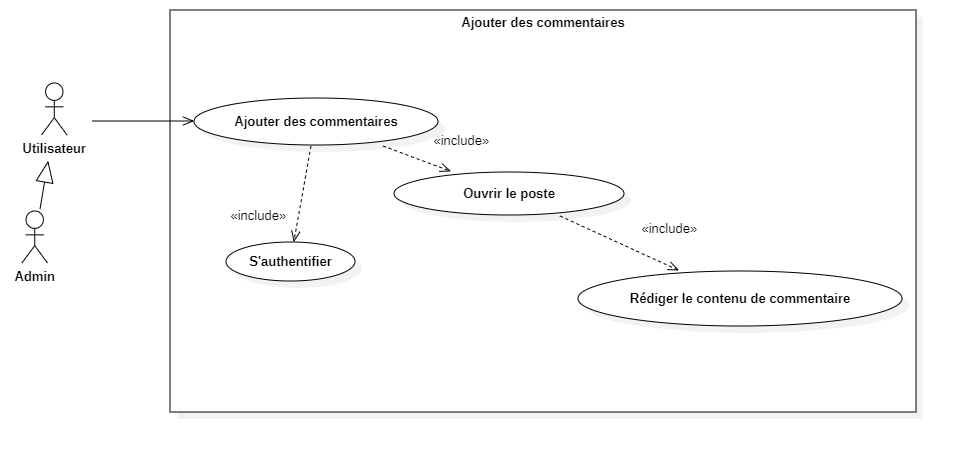 Ajouter des commentaires
Ajouter des commentaires
«include»
Utilisateur
Ouvrir le poste
«include»
«include»
S'authentifier
Admin
Rédiger le contenu de commentaire